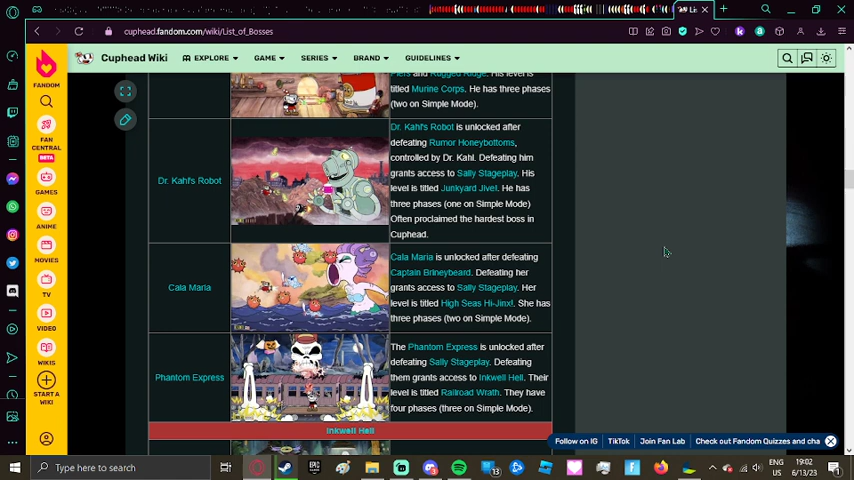 Li
cuphead.fandom.com/wiki/List_of_Bosses
Cuphead Wiki
EXPLORE
GAME
SERIES
BRAND
GUIDELINES
FANDOM
FAN
CENTRAL
BETA
GAMES
ANIME
MOVIES
TV
VIDEO
WIKIS
START A
WIKI
Piers and Rugged Ridge. His level is
titled Murine Corps. He has three phases
(two on Simple Mode).
Dr. Kahl's Robot
Dr. Kahl's Robot is unlocked after
defeating Rumor Honeybottoms,
controlled by Dr. Kahl. Defeating him
grants access to Sally Stageplay. His
level is titled Junkyard Jive!. He has
three phases (one on Simple Mode)
Often proclaimed the hardest boss in
Cuphead.
Cala Maria
Cala Maria is unlocked after defeating
Captain Brineybeard. Defeating her
grants access to Sally Stageplay. Her
level is titled High Seas Hi-Jinx!. She has
three phases (two on Simple Mode).
Phantom Express
The Phantom Express is unlocked after
defeating Sally Stageplay. Defeating
them grants access to Inkwell Hell. Their
level is titled Railroad Wrath. They have
four phases (three on Simple Mode).
Inkwell Hell
Follow on IG
TikTok
Join Fan Lab
Check out Fandom Quizzes and cha
Type here to search
EPIC
13
ENG
US
19:02
6/13/23
1